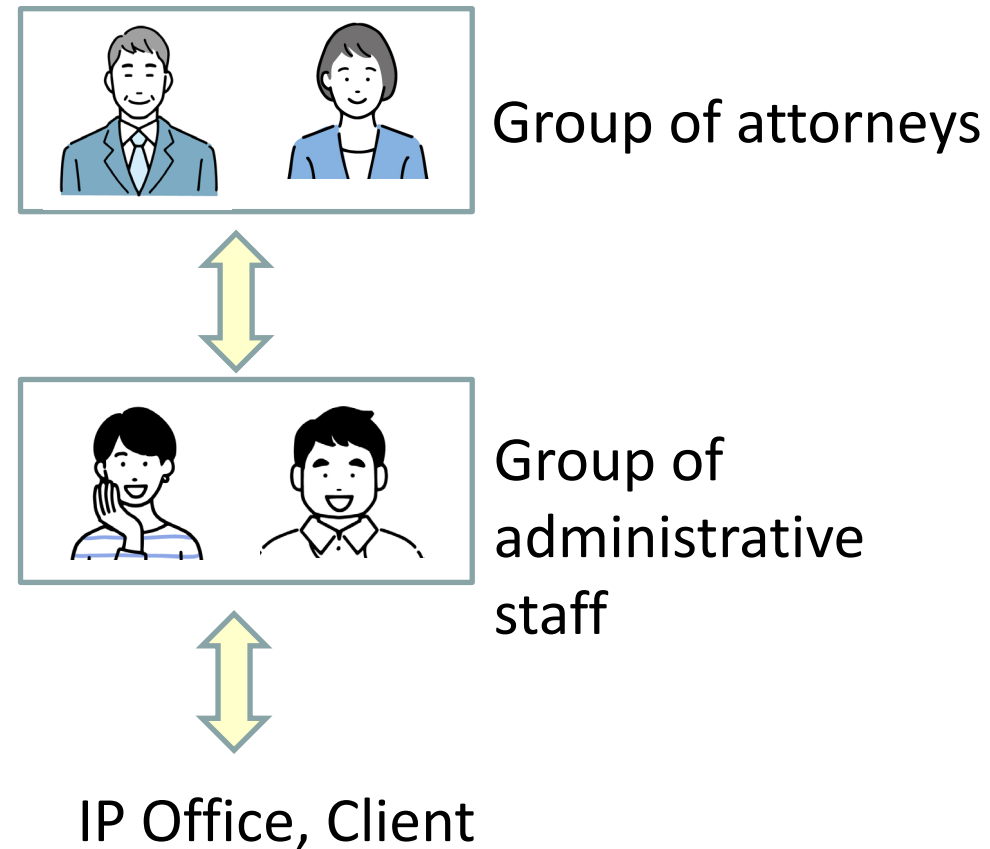 Group of attorneys
Group of
administrative
staff
IP Office, Client